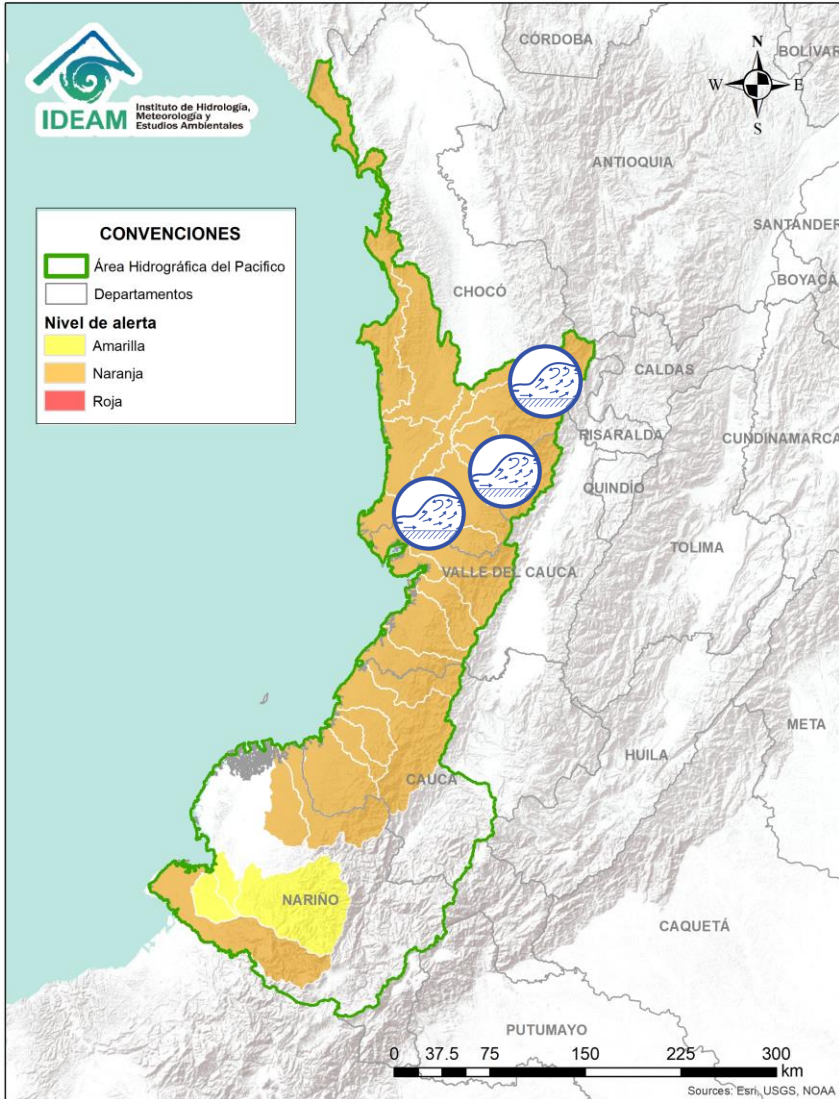 CÓRDOBA
BOLÍVAR
N
W E
S
IDEAM
Instituto de Hidrología,
Meteorología y
Estudios Ambientales
ANTIOQUIA
CONVENCIONES
Área Hidrográfica del Pacifico
Departamentos
Nivel de alerta
Amarilla
Naranja
Roja
SANTANDER
BOYACÁ
CHOCÓ
CALDAS
RISARALDA
CUNDINAMARCA
QUINDÍO
TOLIMA
VALLE DEL CAUCA
META
HUILA
CAUCA
NARIÑO
CAQUETÁ
PUTUMAYO
0 37.5 75 150 225 300
km
Sources: Esri, USGS, NOAA